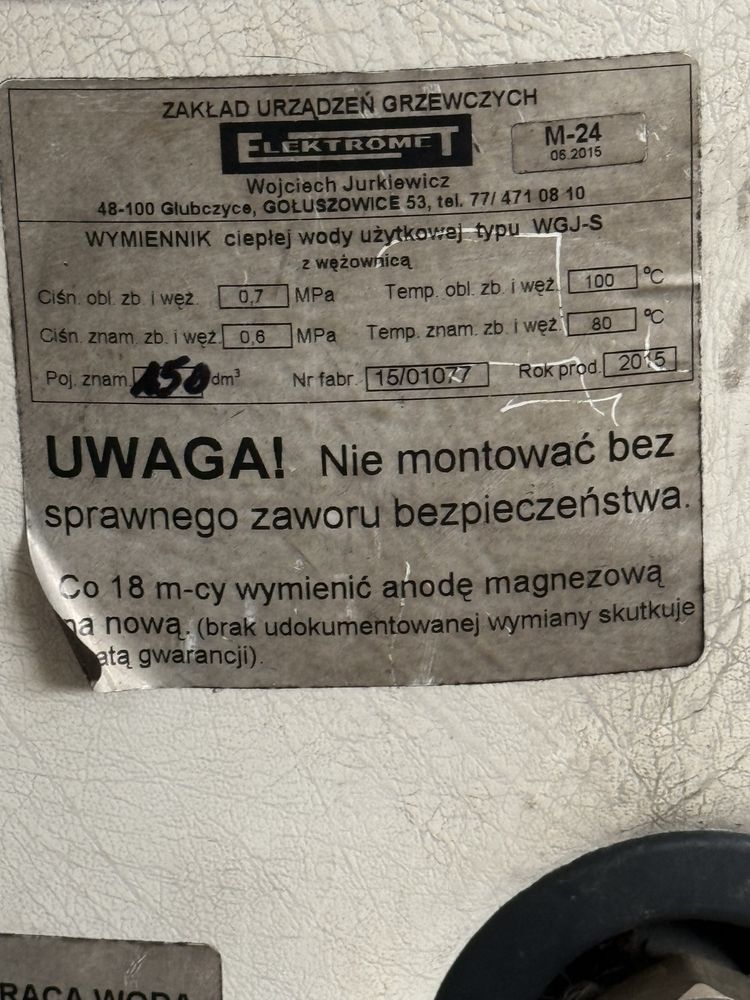 ZAKŁAD URZĄDZEŃ GRZEWCZYCH
ELEKTROMET
M-24
06.2015
Wojciech Jurkiewicz
48-100 Głubczyce, GOŁUSZOWICE 53, tel. 77/ 471 08 10
WYMIENNIK ciepłej wody użytkowej typu WGJ-S
z wężownicą
Ciśn. obl. zb. i węż. 0,7 MPa Temp. obl. zb. i węż. 100 °C
Ciśn. znam. zb. i węż. 0,6 MPa Temp. znam. zb. i węż. 80 °C
Poj. znam. 150 dm³ Nr fabr. 15/01077 Rok prod. 2015
UWAGA! Nie montować bez
sprawnego zaworu bezpieczeństwa.
Co 18 m-cy wymienić anodę magnezową
na nową. (brak udokumentowanej wymiany skutkuje
atą gwarancji).
RACA WODA